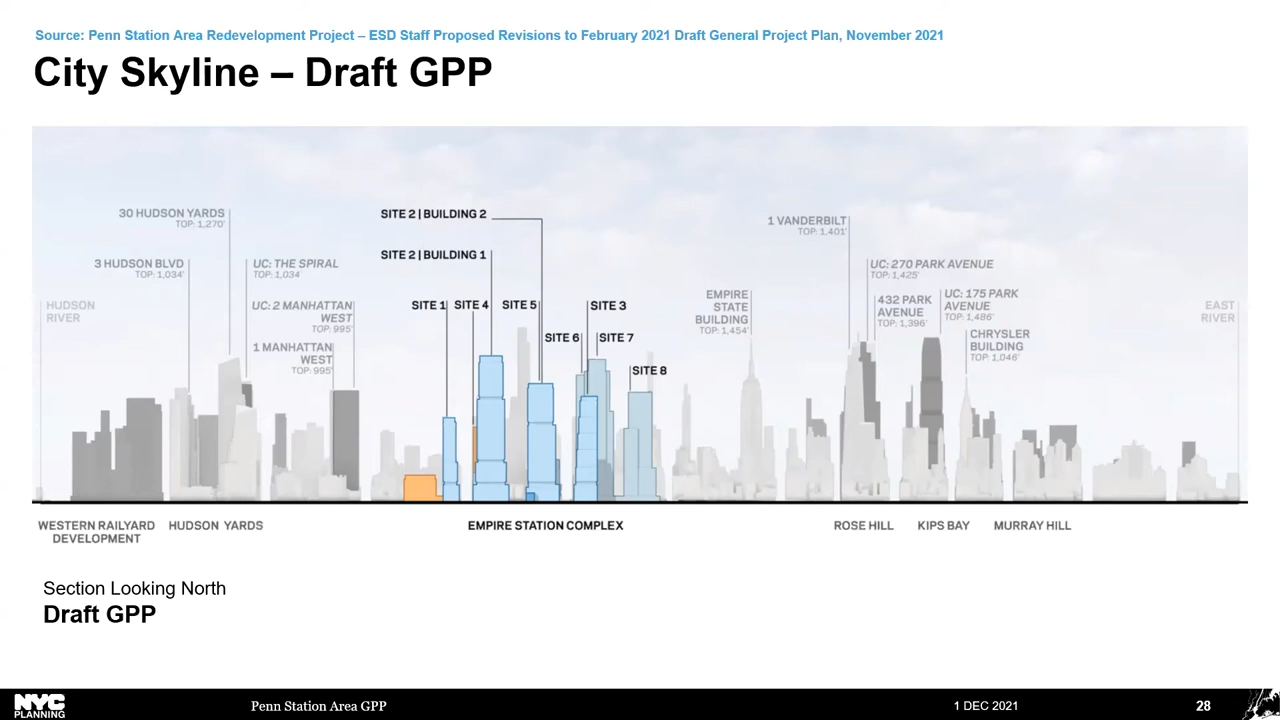 Source: Penn Station Area Redevelopment Project – ESD Staff Proposed Revisions to February 2021 Draft General Project Plan, November 2021
City Skyline – Draft GPP
30 HUDSON YARDS
TOP: 1,270'
3 HUDSON BLVD
TOP: 1,034'
UC: THE SPIRAL
TOP: 1,034'
HUDSON
RIVER
UC: 2 MANHATTAN
WEST
TOP: 995'
1 MANHATTAN
WEST
TOP: 995'
SITE 2 | BUILDING 2
SITE 2 | BUILDING 1
SITE 1
SITE 4
SITE 5
SITE 3
SITE 6
SITE 7
SITE 8
EMPIRE
STATE
BUILDING
TOP: 1,454'
1 VANDERBILT
TOP: 1,401'
UC: 270 PARK AVENUE
TOP: 1,425'
432 PARK
AVENUE
TOP: 1,396'
UC: 175 PARK
AVENUE
TOP: 1,486'
CHRYSLER
BUILDING
TOP: 1,046'
EAST
RIVER
WESTERN RAILYARD
DEVELOPMENT
HUDSON YARDS
EMPIRE STATION COMPLEX
ROSE HILL
KIPS BAY
MURRAY HILL
Section Looking North
Draft GPP
NYC
PLANNING
Penn Station Area GPP
1 DEC 2021
28